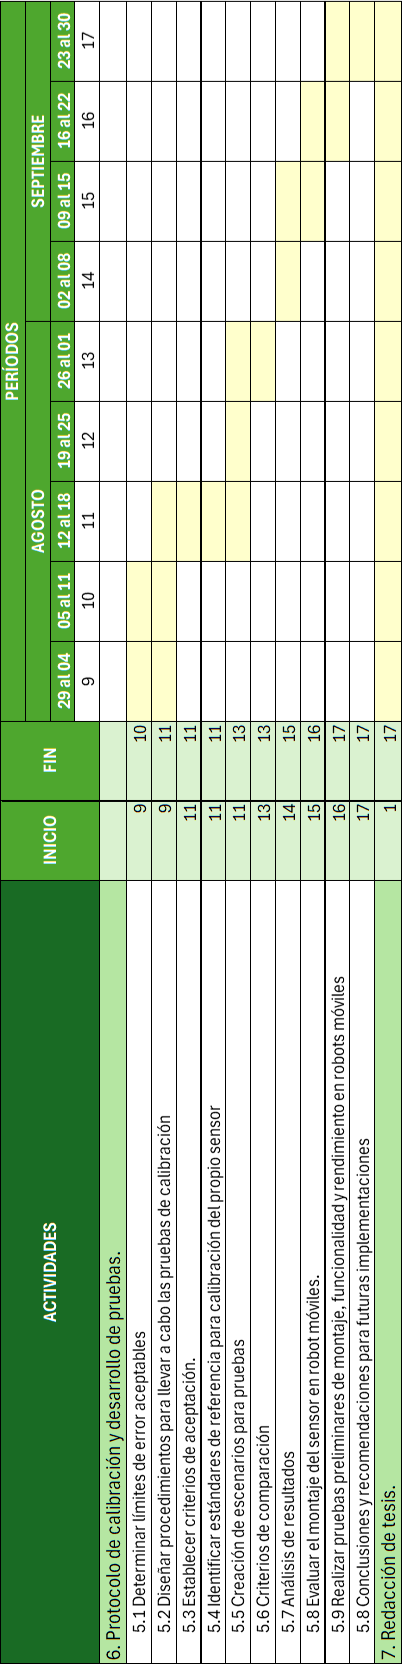 ACTIVIDADES INICIO FIN PERÍODOS
AGOSTO SEPTIEMBRE
29 al 04 05 al 11 12 al 18 19 al 25 26 al 01 02 al 08 09 al 15 16 al 22 23 al 30
9 10 11 12 13 14 15 16 17
6. Protocolo de calibración y desarrollo de pruebas.
5.1 Determinar límites de error aceptables 9 10
5.2 Diseñar procedimientos para llevar a cabo las pruebas de calibración 9 11
5.3 Establecer criterios de aceptación. 11 11
5.4 Identificar estándares de referencia para calibración del propio sensor 11 11
5.5 Creación de escenarios para pruebas 11 13
5.6 Criterios de comparación 13 13
5.7 Análisis de resultados 14 15
5.8 Evaluar el montaje del sensor en robot móviles. 15 16
5.9 Realizar pruebas preliminares de montaje, funcionalidad y rendimiento en robots móviles 16 17
5.8 Conclusiones y recomendaciones para futuras implementaciones 17 17
7. Redacción de tesis. 1 17